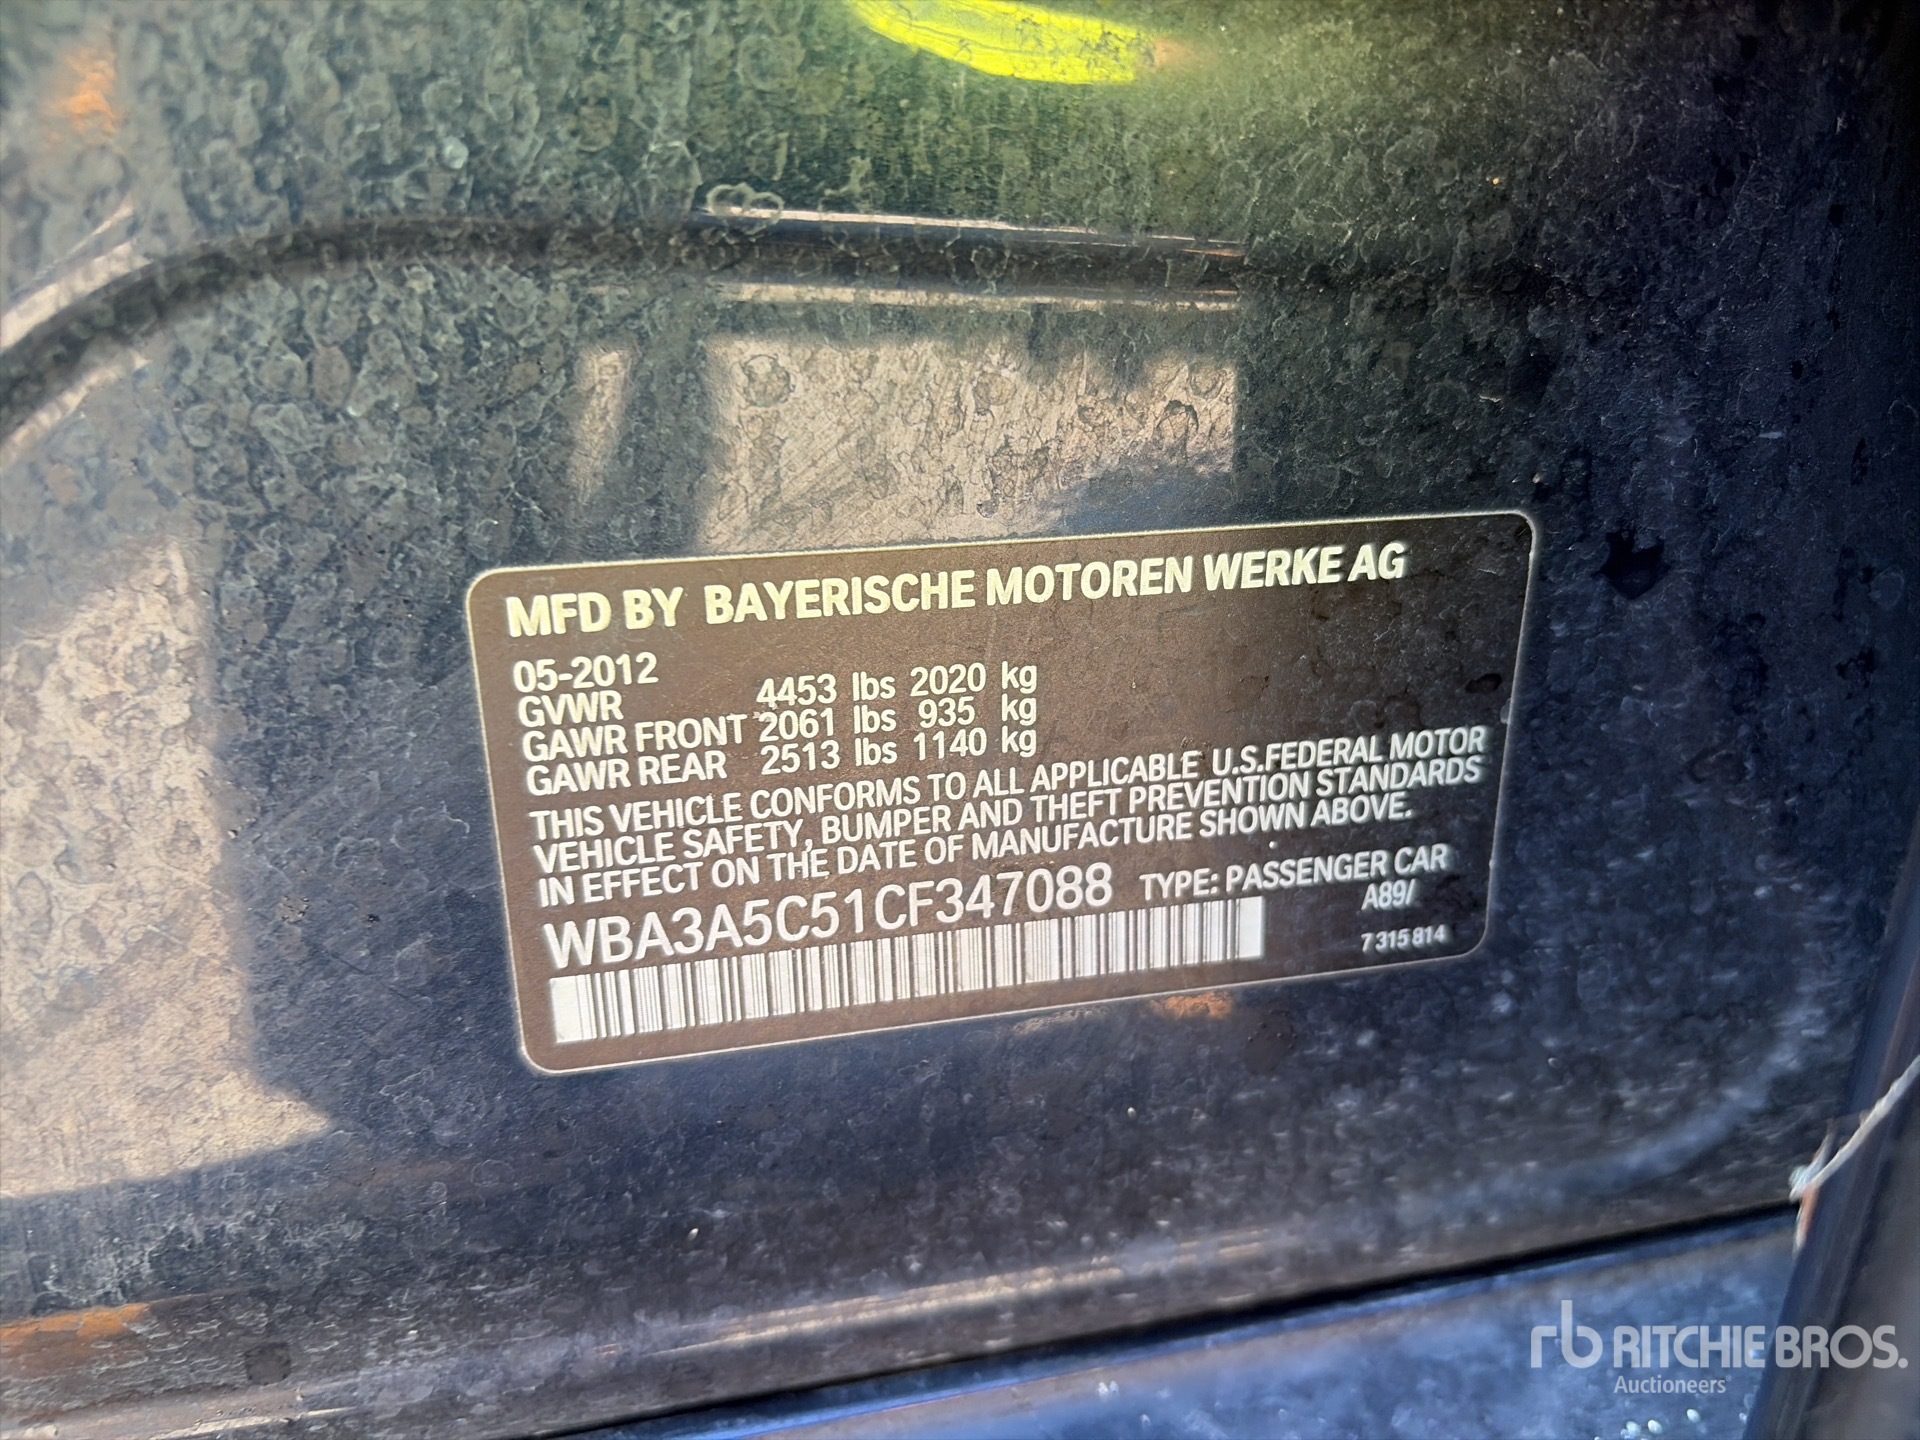 MFD BY BAYERISCHE MOTOREN WERKE AG
05-2012
GVWR 4453 lbs 2020 kg
GAWR FRONT 2061 lbs 935 kg
GAWR REAR 2513 lbs 1140 kg
THIS VEHICLE CONFORMS TO ALL APPLICABLE U.S.FEDERAL MOTOR
VEHICLE SAFETY, BUMPER AND THEFT PREVENTION STANDARDS
IN EFFECT ON THE DATE OF MANUFACTURE SHOWN ABOVE.
WBA3A5C51CF347088 TYPE: PASSENGER CAR
A89/
7 315 814
rb RITCHIE BROS.
Auctioneers